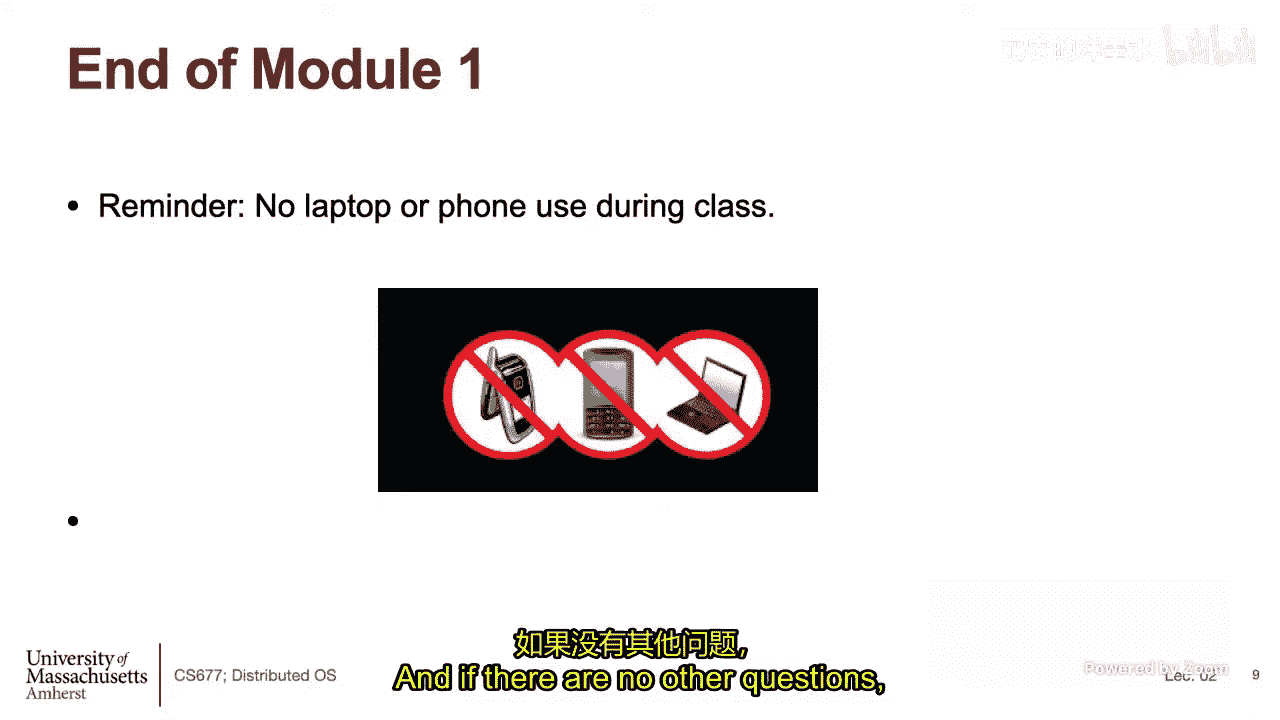 End of Module 1
bilibili
• Reminder: No laptop or phone use during class.
•
如果没有其他问题，
And if there are no other questions,
University of
Massachusetts
Amherst
CS677; Distributed OS
Powered by Zoom
Lec. 02
9